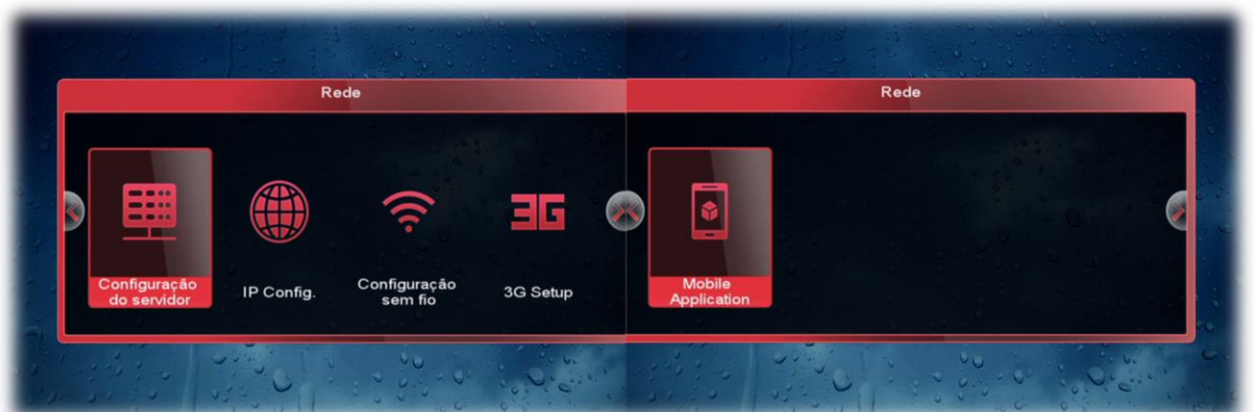 Rede
Configuração
do servidor
IP Config.
Configuração
sem fio
3G
3G Setup
Rede
Mobile
Application